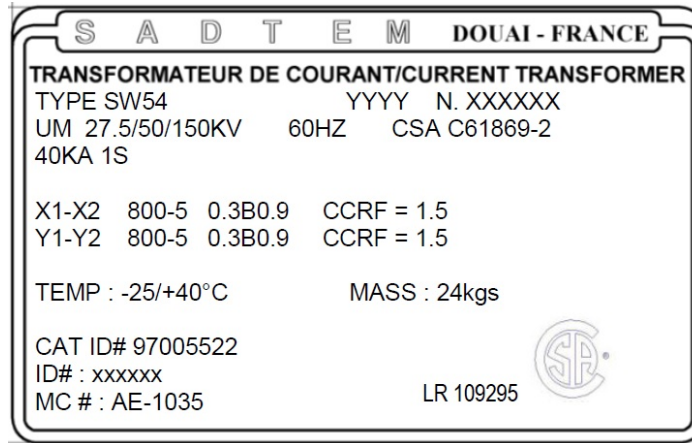 SADTEM DOUAI - FRANCE
TRANSFORMATEUR DE COURANT/CURRENT TRANSFORMER
TYPE SW54 YYYY N. XXXXXX
UM 27.5/50/150KV 60HZ CSA C61869-2
40KA 1S
X1-X2 800-5 0.3B0.9 CCRF = 1.5
Y1-Y2 800-5 0.3B0.9 CCRF = 1.5
TEMP : -25/+40°C MASS : 24kgs
CAT ID# 97005522
ID# : xxxxxx
MC # : AE-1035 LR 109295
CSA